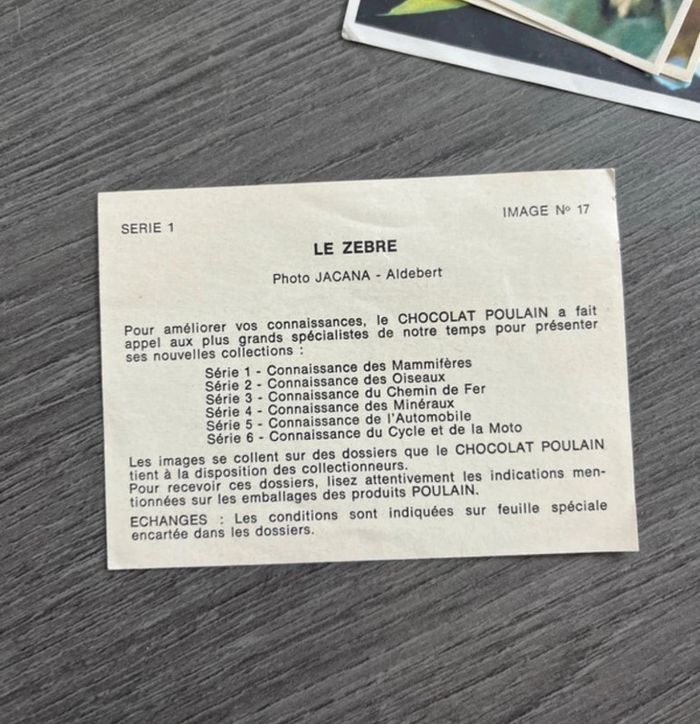 SERIE 1
IMAGE Nº 17
LE ZEBRE
Photo JACANA - Aldebert
Pour améliorer vos connaissances, le CHOCOLAT POULAIN a fait
appel aux plus grands spécialistes de notre temps pour présenter
ses nouvelles collections :
Série 1 - Connaissance des Mammifères
Série 2 - Connaissance des Oiseaux
Série 3 - Connaissance du Chemin de Fer
Série 4 - Connaissance des Minéraux
Série 5 - Connaissance de l'Automobile
Série 6 - Connaissance du Cycle et de la Moto
Les images se collent sur des dossiers que le CHOCOLAT POULAIN
tient à la disposition des collectionneurs.
Pour recevoir ces dossiers, lisez attentivement les indications men-
tionnées sur les emballages des produits POULAIN.
ECHANGES : Les conditions sont indiquées sur feuille spéciale
encartée dans les dossiers.